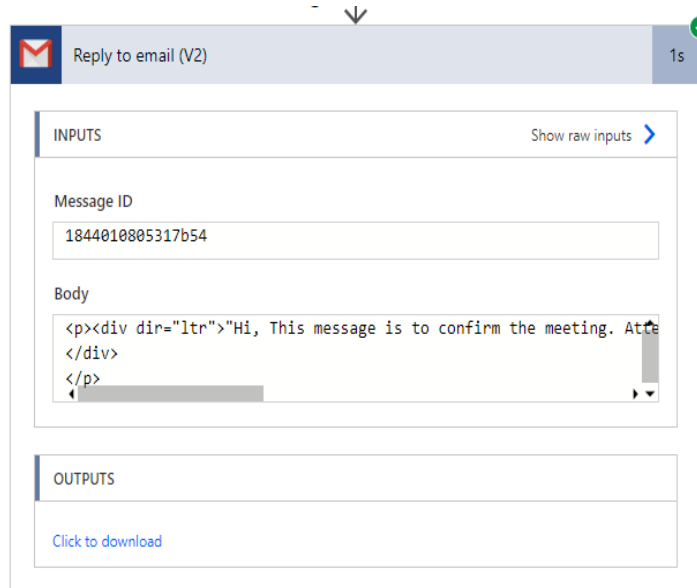 Reply to email (V2)
1s
INPUTS
Show raw inputs
Message ID
1844010805317b54
Body
<p><div dir="ltr">"Hi, This message is to confirm the meeting. Atte
</div>
</p>
OUTPUTS
Click to download